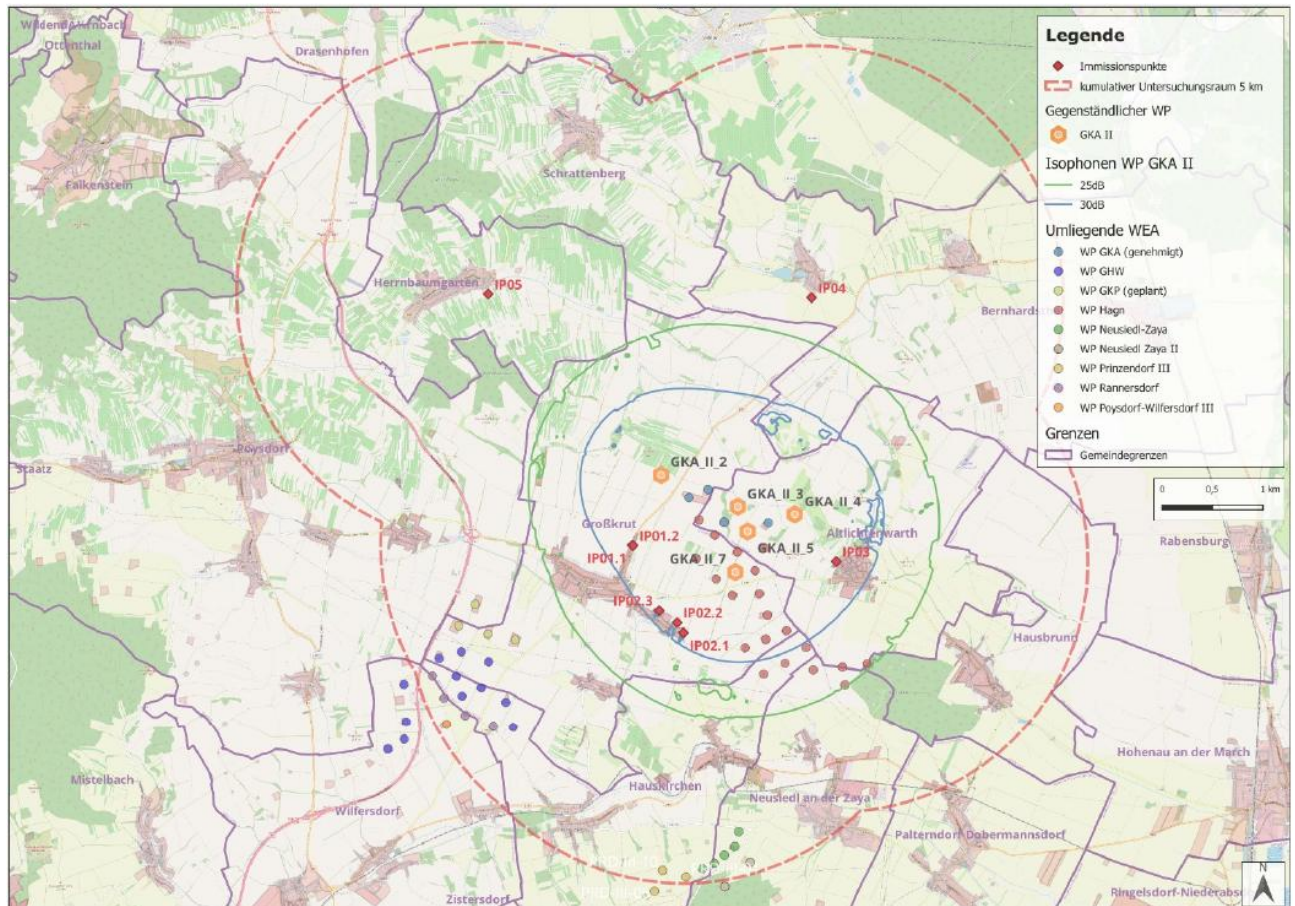 Legende
Immissionspunkte
kumulativer Untersuchungsraum 5 km
Gegenständlicher WP
GKA II
Isophonen WP GKA II
25dB
30dB
Umliegende WEA
WP GKA (genehmigt)
WP GHW
WP GKP (geplant)
WP Hagn
WP Neusiedl-Zaya
WP Neusiedl Zaya II
WP Prinzendorf III
WP Rannersdorf
WP Poysdorf-Wilfersdorf III
Grenzen
Gemeindegrenzen
0 0,5 1 km
Ottenthal
Drasenhofen
Falkenstein
Schrattenberg
Herrnbaumgarten
IP05
IP04
Poysdorf
Staatz
GKA_II_2
GKA_II_3
GKA_II_4
Großkrut
IP01.2
IP01.1
GKA_II_5
Altlichtenwarth
IP03
GKA_II_7
Rabensburg
IP02.3
IP02.2
IP02.1
Hausbrunn
Hohenau an der March
Mistelbach
Hauskirchen
Neusiedl an der Zaya
Wilfersdorf
Palterndorf-Dobermannsdorf
Zistersdorf
N